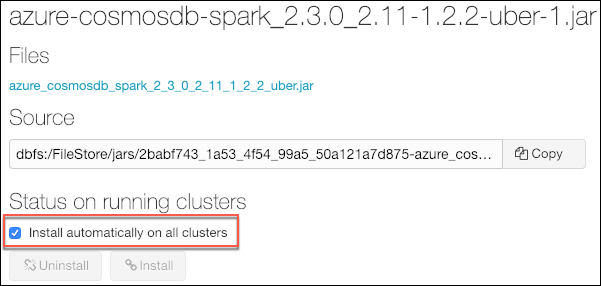 azure-cosmosdb-spark_2.3.0_2.11-1.2.2-uber-1.jar
Files
azure_cosmosdb_spark_2_3_0_2_11_1_2_2_uber.jar
Source
dbfs:/FileStore/jars/2babf743_1a53_4f54_99a5_50a121a7d875-azure_cos... Copy
Status on running clusters
Install automatically on all clusters
Uninstall Install